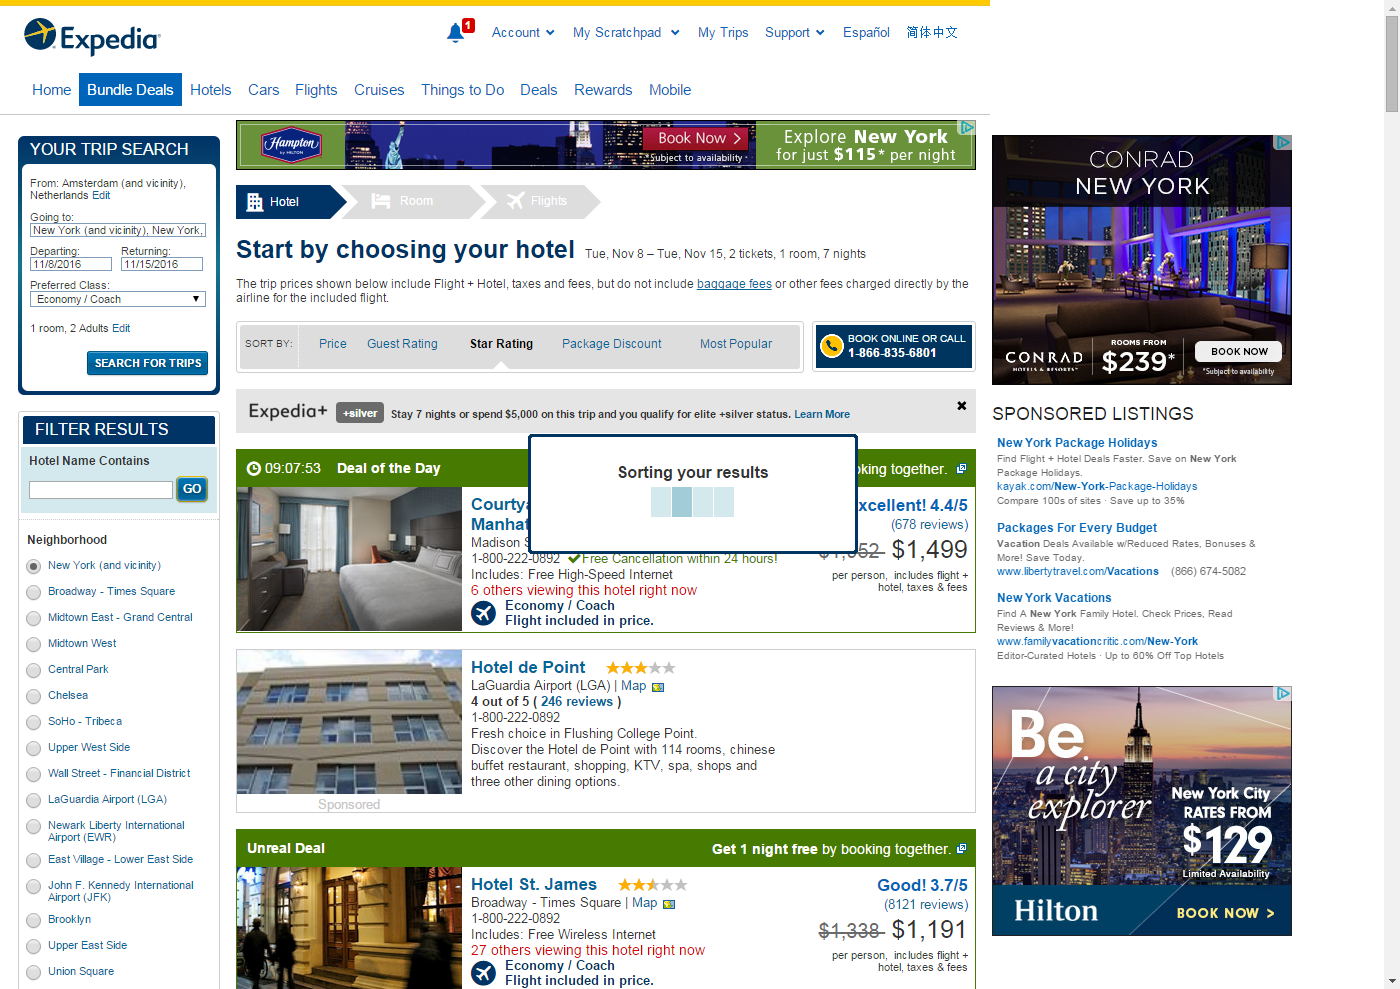 Expedia
1
Account
My Scratchpad
My Trips
Support
Español
简体中文
Home
Bundle Deals
Hotels
Cars
Flights
Cruises
Things to Do
Deals
Rewards
Mobile
YOUR TRIP SEARCH
From: Amsterdam (and vicinity),
Netherlands Edit
Going to:
New York (and vicinity), New York,
Departing:
Returning:
11/8/2016
11/15/2016
Preferred Class:
Economy / Coach
1 room, 2 Adults Edit
SEARCH FOR TRIPS
FILTER RESULTS
Hotel Name Contains
GO
Neighborhood
New York (and vicinity)
Broadway - Times Square
Midtown East - Grand Central
Midtown West
Central Park
Chelsea
SoHo - Tribeca
Upper West Side
Wall Street - Financial District
LaGuardia Airport (LGA)
Newark Liberty International
Airport (EWR)
East Village - Lower East Side
John F. Kennedy International
Airport (JFK)
Brooklyn
Upper East Side
Union Square
Hampton
by HILTON
Book Now >
*Subject to availability*
Explore New York
for just $115* per night
Hotel
Room
Flights
Start by choosing your hotel
Tue, Nov 8 – Tue, Nov 15, 2 tickets, 1 room, 7 nights
The trip prices shown below include Flight + Hotel, taxes and fees, but do not include baggage fees or other fees charged directly by the
airline for the included flight.
SORT BY:
Price
Guest Rating
Star Rating
Package Discount
Most Popular
BOOK ONLINE OR CALL
1-866-835-6801
Expedia+
+silver
Stay 7 nights or spend $5,000 on this trip and you qualify for elite +silver status. Learn More
09:07:53
Deal of the Day
oking together.
Sorting your results
Courtya
Manhat
Madison S
1-800-222-0892
Free Cancellation within 24 hours!
Includes: Free High-Speed Internet
6 others viewing this hotel right now
Economy / Coach
Flight included in price.
xcellent! 4.4/5
(678 reviews)
$1,499
per person, includes flight +
hotel, taxes & fees
Hotel de Point
LaGuardia Airport (LGA) | Map
4 out of 5 ( 246 reviews )
1-800-222-0892
Fresh choice in Flushing College Point.
Discover the Hotel de Point with 114 rooms, chinese
buffet restaurant, shopping, KTV, spa, shops and
three other dining options.
Sponsored
Unreal Deal
Get 1 night free by booking together.
Hotel St. James
Broadway - Times Square | Map
1-800-222-0892
Includes: Free Wireless Internet
27 others viewing this hotel right now
Economy / Coach
Flight included in price.
Good! 3.7/5
(8121 reviews)
$1,338 $1,191
per person, includes flight +
hotel, taxes & fees
CONRAD
NEW YORK
CONRAD
HOTELS & RESORTS
ROOMS FROM
$239*
BOOK NOW
*Subject to availability
SPONSORED LISTINGS
New York Package Holidays
Find Flight + Hotel Deals Faster. Save on New York
Package Holidays.
kayak.com/New-York-Package-Holidays
Compare 100s of sites · Save up to 35%
Packages For Every Budget
Vacation Deals Available w/Reduced Rates, Bonuses &
More! Save Today.
www.libertytravel.com/Vacations (866) 674-5082
New York Vacations
Find A New York Family Hotel. Check Prices, Read
Reviews & More!
www.familyvacationcritic.com/New-York
Editor-Curated Hotels · Up to 60% Off Top Hotels
Be
a city
explorer
New York City
RATES FROM
$129
Limited Availability
Hilton
BOOK NOW >